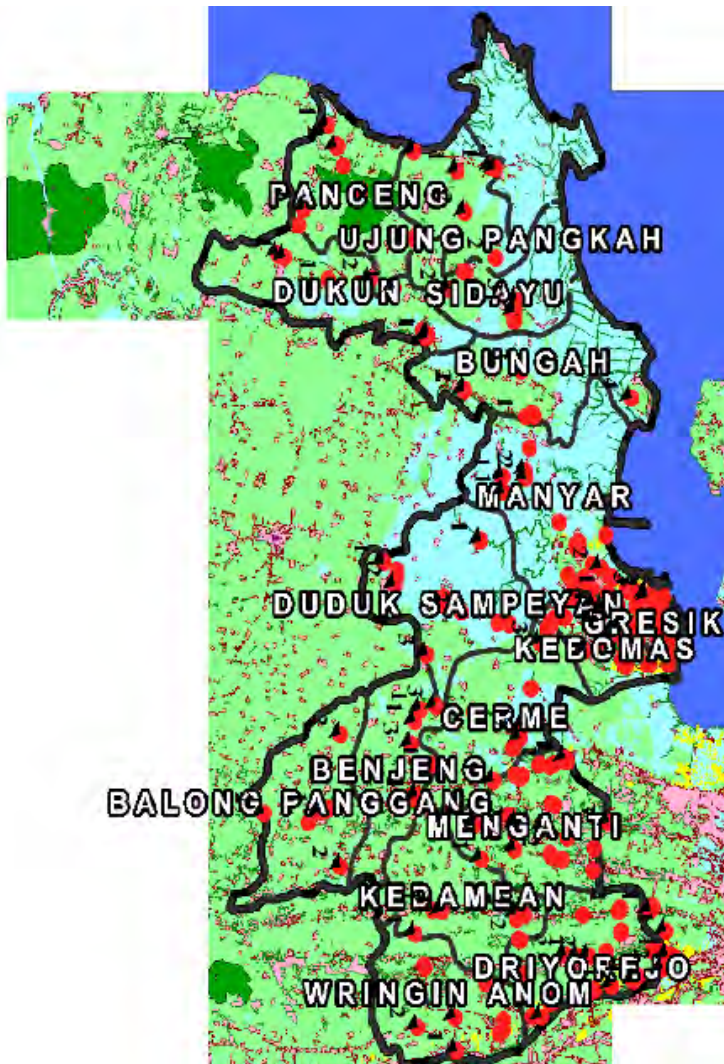 PANCENG
UJUNG PANGKAH
DUKUN SIDAYU
BUNGAH
MANYAR
DUDUK SAMPEYAN
GRESIK
KEBOMAS
CERME
BENJENG
BALONG PANGGANG
MENGANTI
KEDAMEAN
DRIYOREJO
WRINGIN ANOM